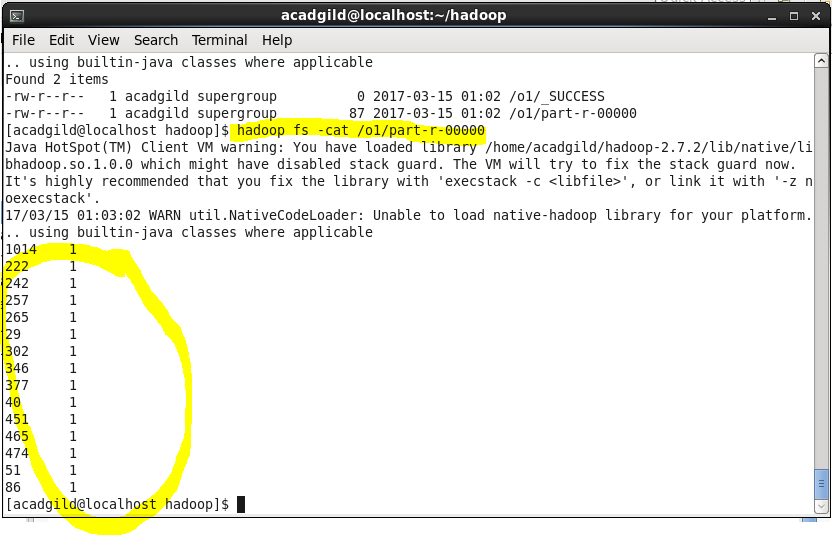 acadgild@localhost:~/hadoop
File Edit View Search Terminal Help
.. using builtin-java classes where applicable
Found 2 items
-rw-r--r--   1 acadgild supergroup          0 2017-03-15 01:02 /o1/_SUCCESS
-rw-r--r--   1 acadgild supergroup         87 2017-03-15 01:02 /o1/part-r-00000
[acadgild@localhost hadoop]$ hadoop fs -cat /o1/part-r-00000
Java HotSpot(TM) Client VM warning: You have loaded library /home/acadgild/hadoop-2.7.2/lib/native/li
bhadoop.so.1.0.0 which might have disabled stack guard. The VM will try to fix the stack guard now.
It's highly recommended that you fix the library with 'execstack -c <libfile>', or link it with '-z n
oexecstack'.
17/03/15 01:03:02 WARN util.NativeCodeLoader: Unable to load native-hadoop library for your platform.
.. using builtin-java classes where applicable
1014    1
222     1
242     1
257     1
265     1
29      1
302     1
346     1
377     1
40      1
451     1
465     1
474     1
51      1
86      1
[acadgild@localhost hadoop]$